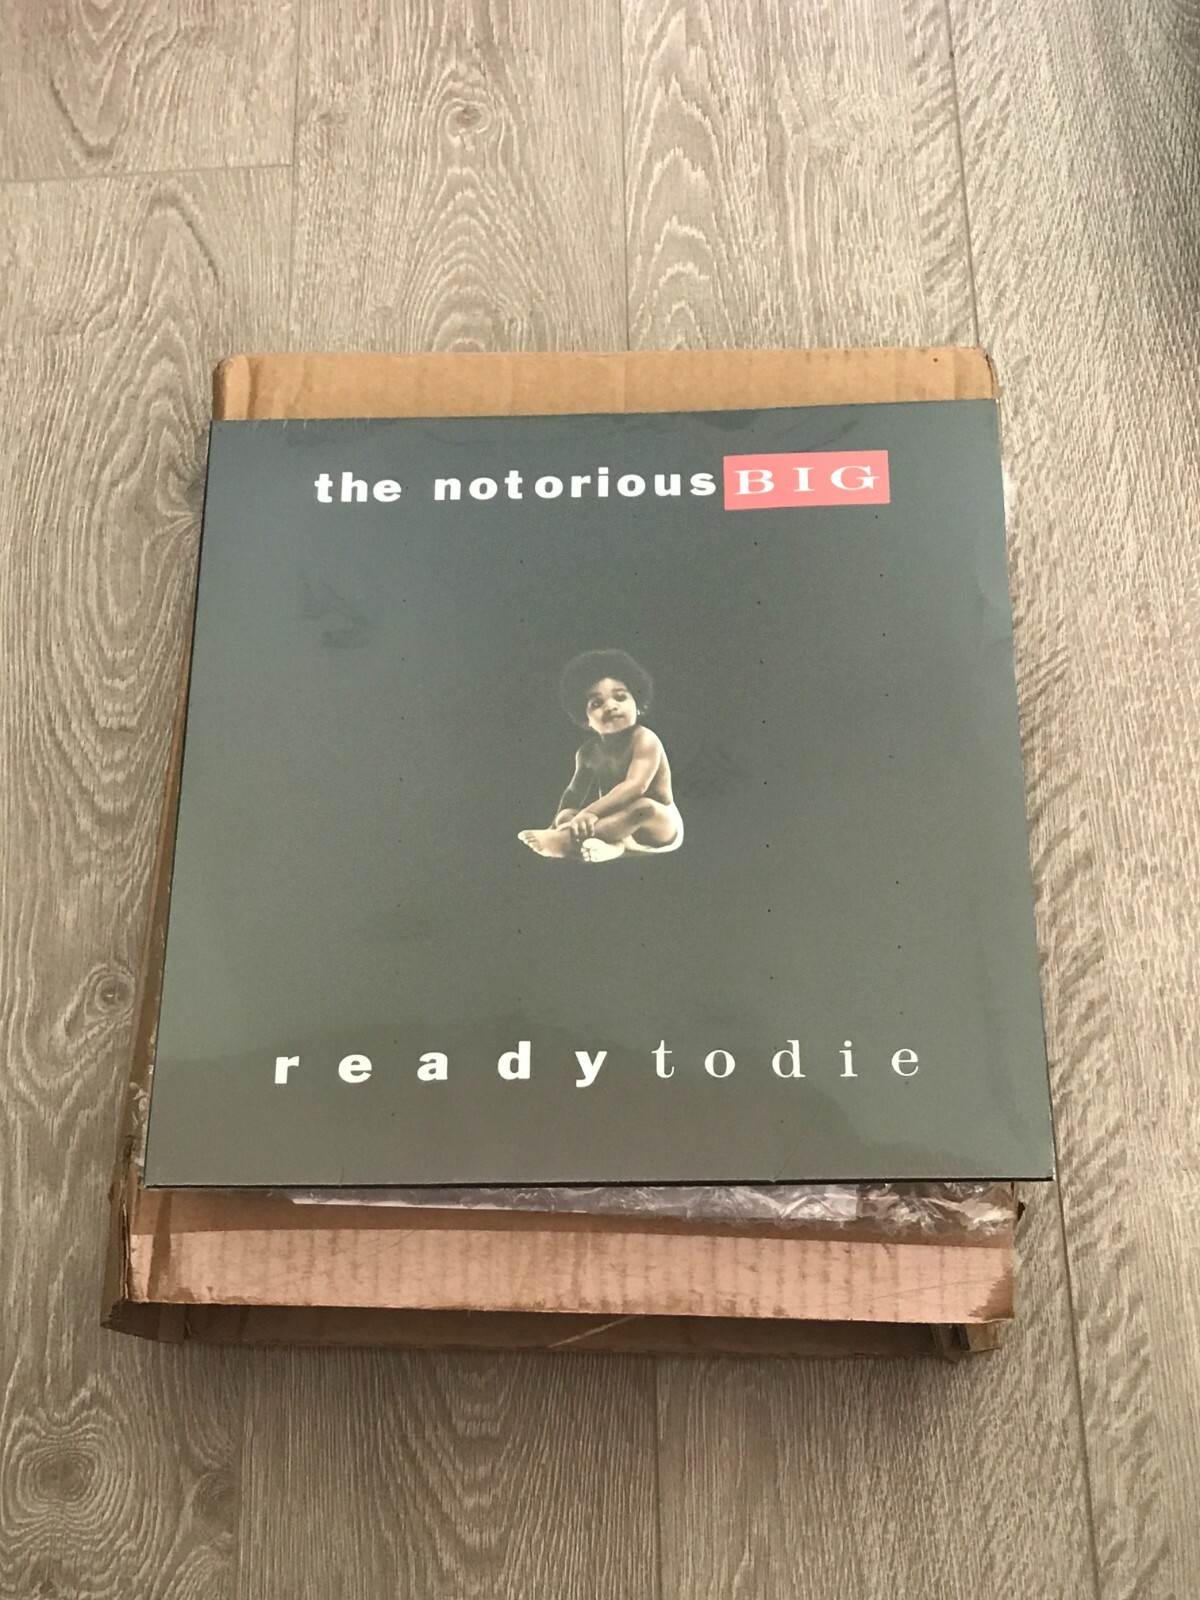 the notorious BIG
ready to die